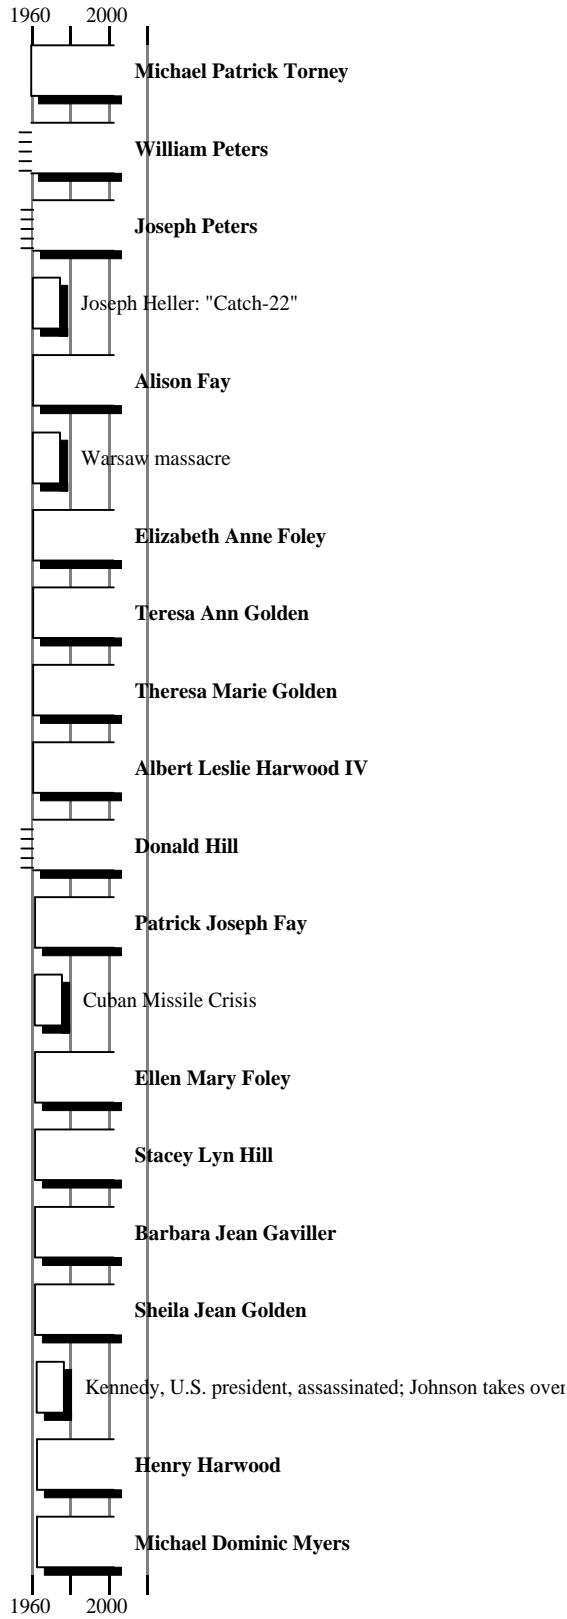 1960 2000
Michael Patrick Torney
William Peters
Joseph Peters
Joseph Heller: "Catch-22"
Alison Fay
Warsaw massacre
Elizabeth Anne Foley
Teresa Ann Golden
Theresa Marie Golden
Albert Leslie Harwood IV
Donald Hill
Patrick Joseph Fay
Cuban Missile Crisis
Ellen Mary Foley
Stacey Lyn Hill
Barbara Jean Gaviller
Sheila Jean Golden
Kennedy, U.S. president, assassinated; Johnson takes over
Henry Harwood
Michael Dominic Myers
1960 2000